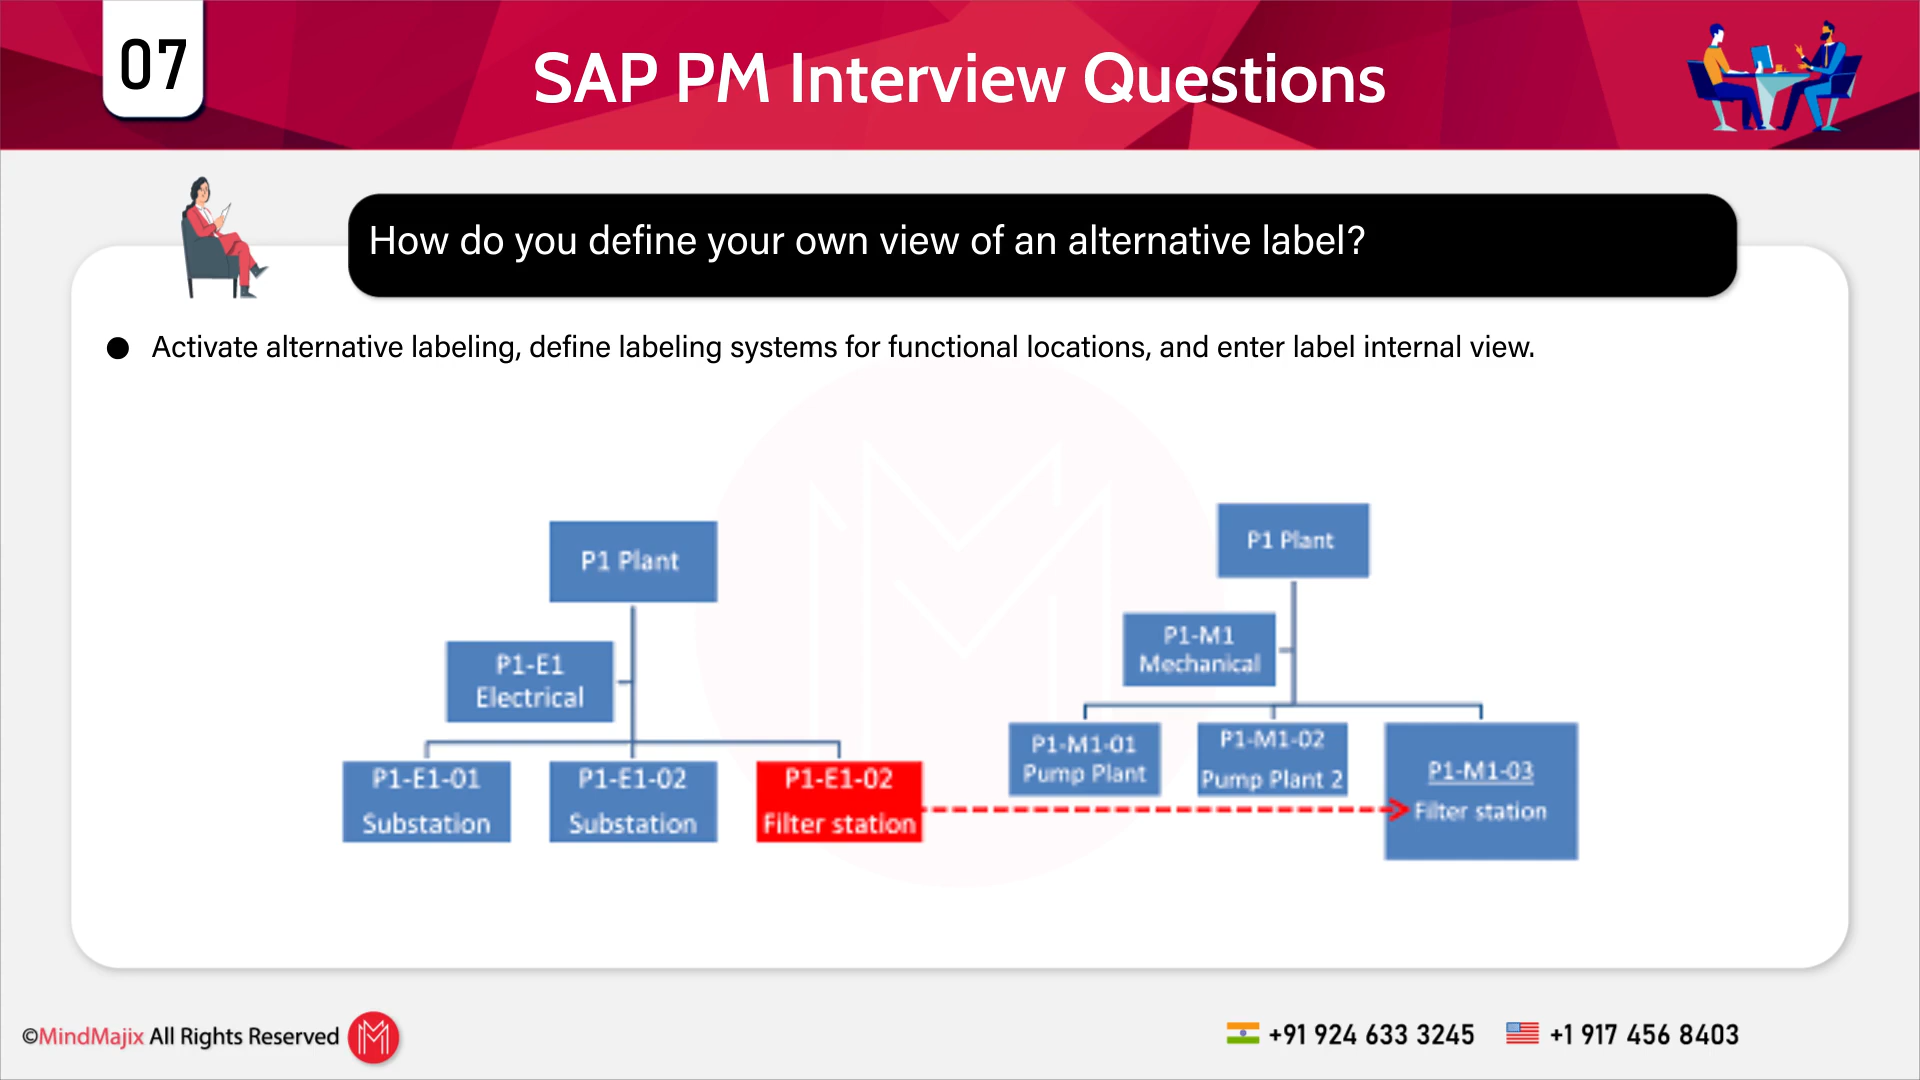 07
SAP PM Interview Questions
How do you define your own view of an alternative label?
Activate alternative labeling, define labeling systems for functional locations, and enter label internal view.
P1 Plant
P1-E1
Electrical
P1-E1-01
Substation
P1-E1-02
Substation
P1-E1-02
Filter station
P1 Plant
P1-M1
Mechanical
P1-M1-01
Pump Plant
P1-M1-02
Pump Plant 2
P1-M1-03
Filter station
©MindMajix All Rights Reserved
+91 924 633 3245
+1 917 456 8403